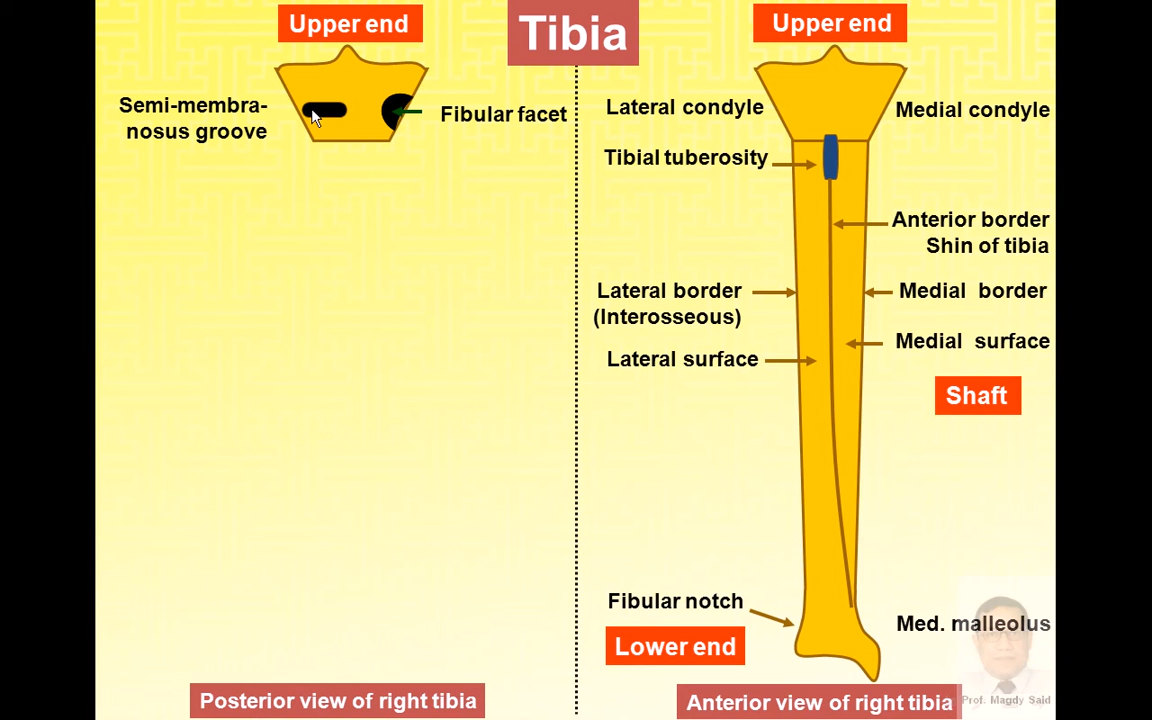 Tibia
Upper end
Semi-membra-
nosus groove
Fibular facet
Posterior view of right tibia
Upper end
Lateral condyle
Medial condyle
Tibial tuberosity
Anterior border
Shin of tibia
Lateral border
(Interosseous)
Medial border
Medial surface
Lateral surface
Shaft
Fibular notch
Med. malleolus
Lower end
Anterior view of right tibia
Prof. Magdy Said